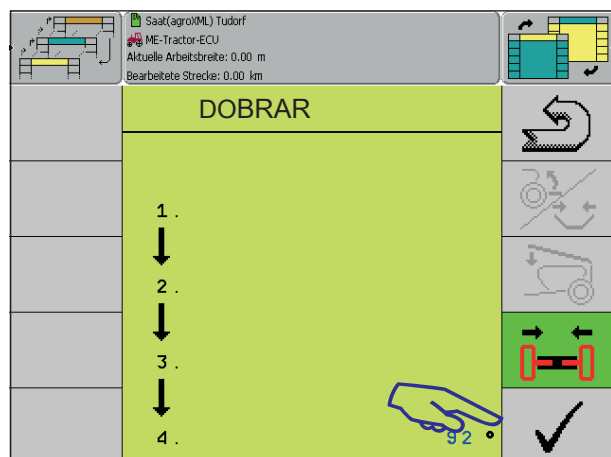 Saat(agroXML) Tudorf
ME-Tractor-ECU
Aktuelle Arbeitsbreite: 0.00 m
Bearbeitete Strecke: 0.00 km
DOBRAR
1.
2.
3.
4. 92 °